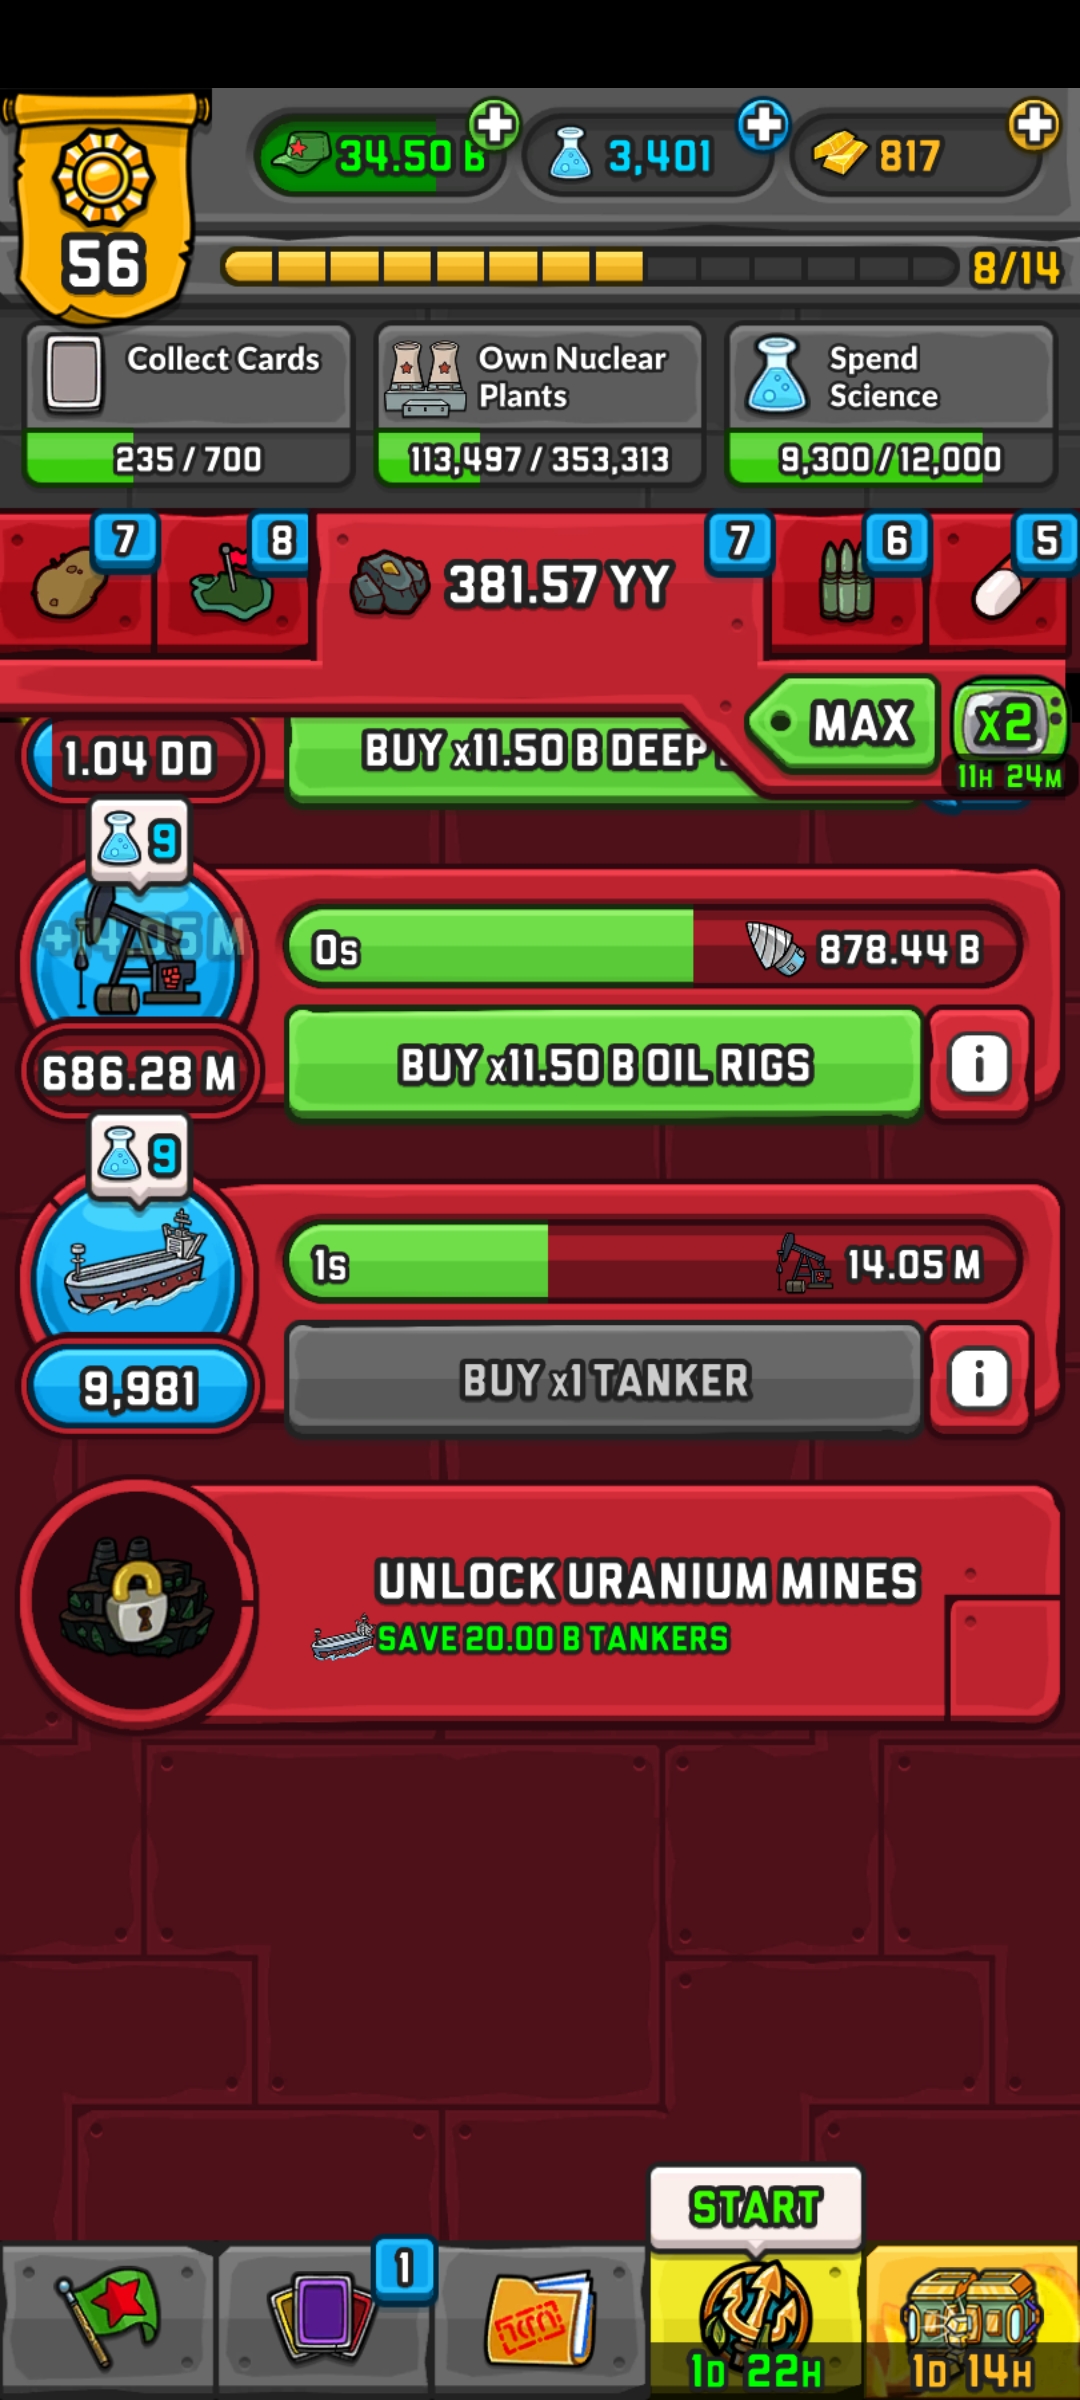 34.50 B
3,401
817
56
8/14
Collect Cards
235 / 700
Own Nuclear
Plants
113,497 / 353,313
Spend
Science
9,300 / 12,000
7
8
381.57 YY
7
6
5
MAX
x2
11H 24M
1.04 DD
BUY x11.50 B DEEP
9
+14.05 M
0s
878.44 B
686.28 M
BUY x11.50 B OIL RIGS
i
9
1s
14.05 M
9,981
BUY x1 TANKER
i
UNLOCK URANIUM MINES
SAVE 20.00 B TANKERS
START
1
1D 22H
1D 14H